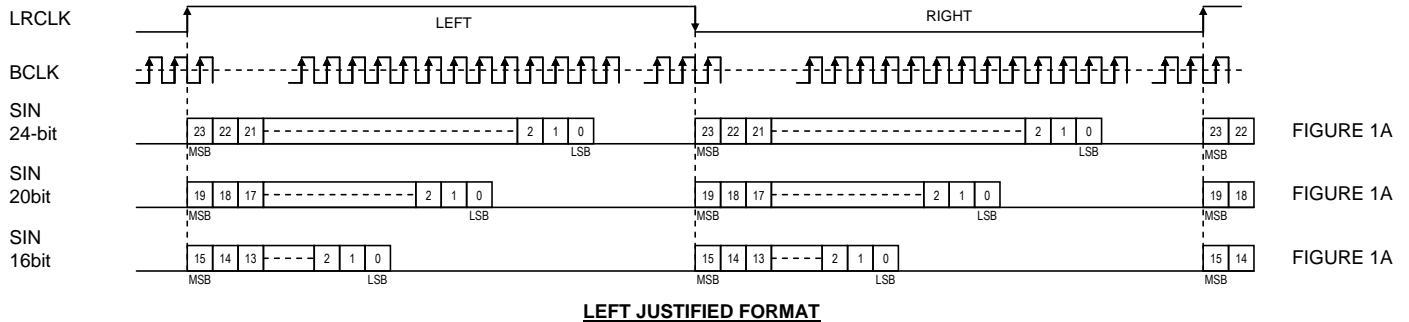 LRCLK LEFT RIGHT
BCLK
SIN
24-bit 23 22 21 2 1 0 23 22 21 2 1 0 23 22 FIGURE 1A
MSB LSB MSB LSB MSB
SIN
20bit 19 18 17 2 1 0 19 18 17 2 1 0 19 18 FIGURE 1A
MSB LSB MSB LSB MSB
SIN
16bit 15 14 13 2 1 0 15 14 13 2 1 0 15 14 FIGURE 1A
MSB LSB MSB LSB MSB
LEFT JUSTIFIED FORMAT